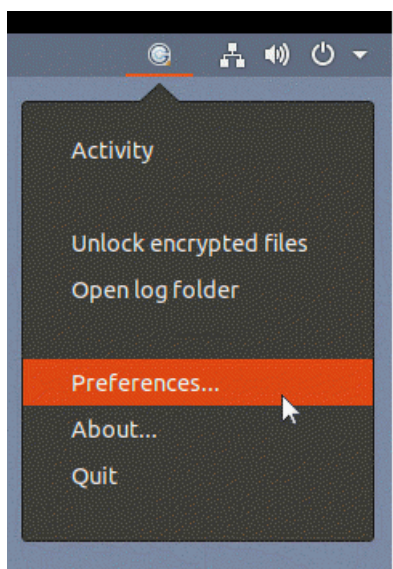 Activity
Unlock encrypted files
Open log folder
Preferences...
About...
Quit